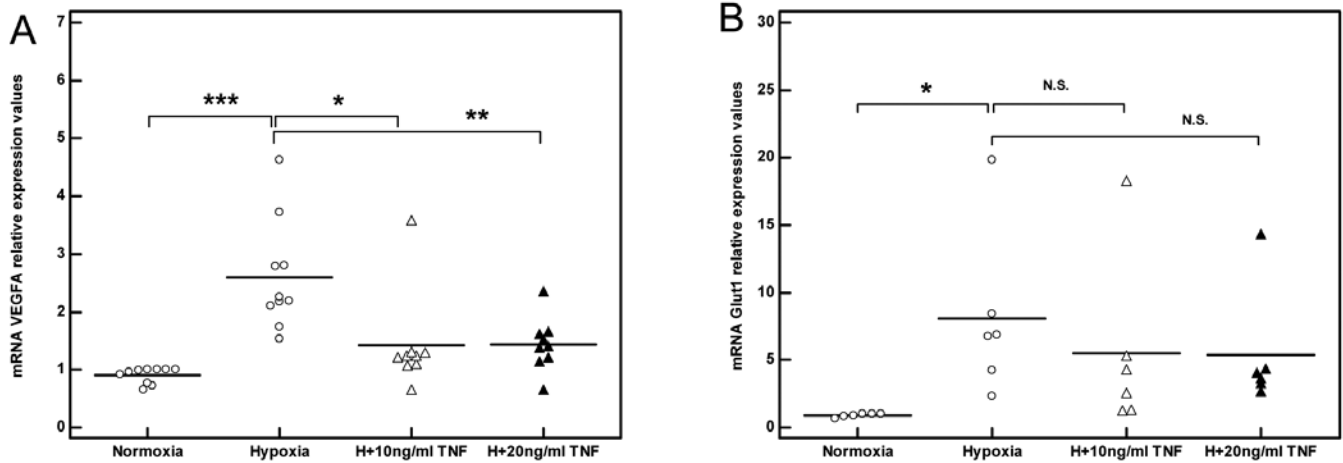 A
mRNA VEGFA relative expression values
7
6
5
4
3
2
1
0
***
*
**
Normoxia Hypoxia H+10ng/ml TNF H+20ng/ml TNF
B
mRNA Glut1 relative expression values
30
25
20
15
10
5
0
*
N.S.
N.S.
Normoxia Hypoxia H+10ng/ml TNF H+20ng/ml TNF